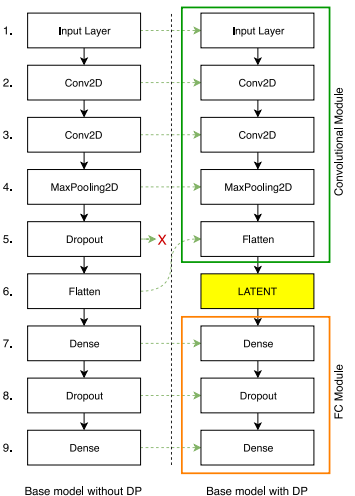 1. Input Layer Input Layer
2. Conv2D Conv2D
3. Conv2D Conv2D
4. MaxPooling2D MaxPooling2D
5. Dropout X Flatten
6. Flatten LATENT
7. Dense Dense
8. Dropout Dropout
9. Dense Dense
Convolutional Module
FC Module
Base model without DP Base model with DP